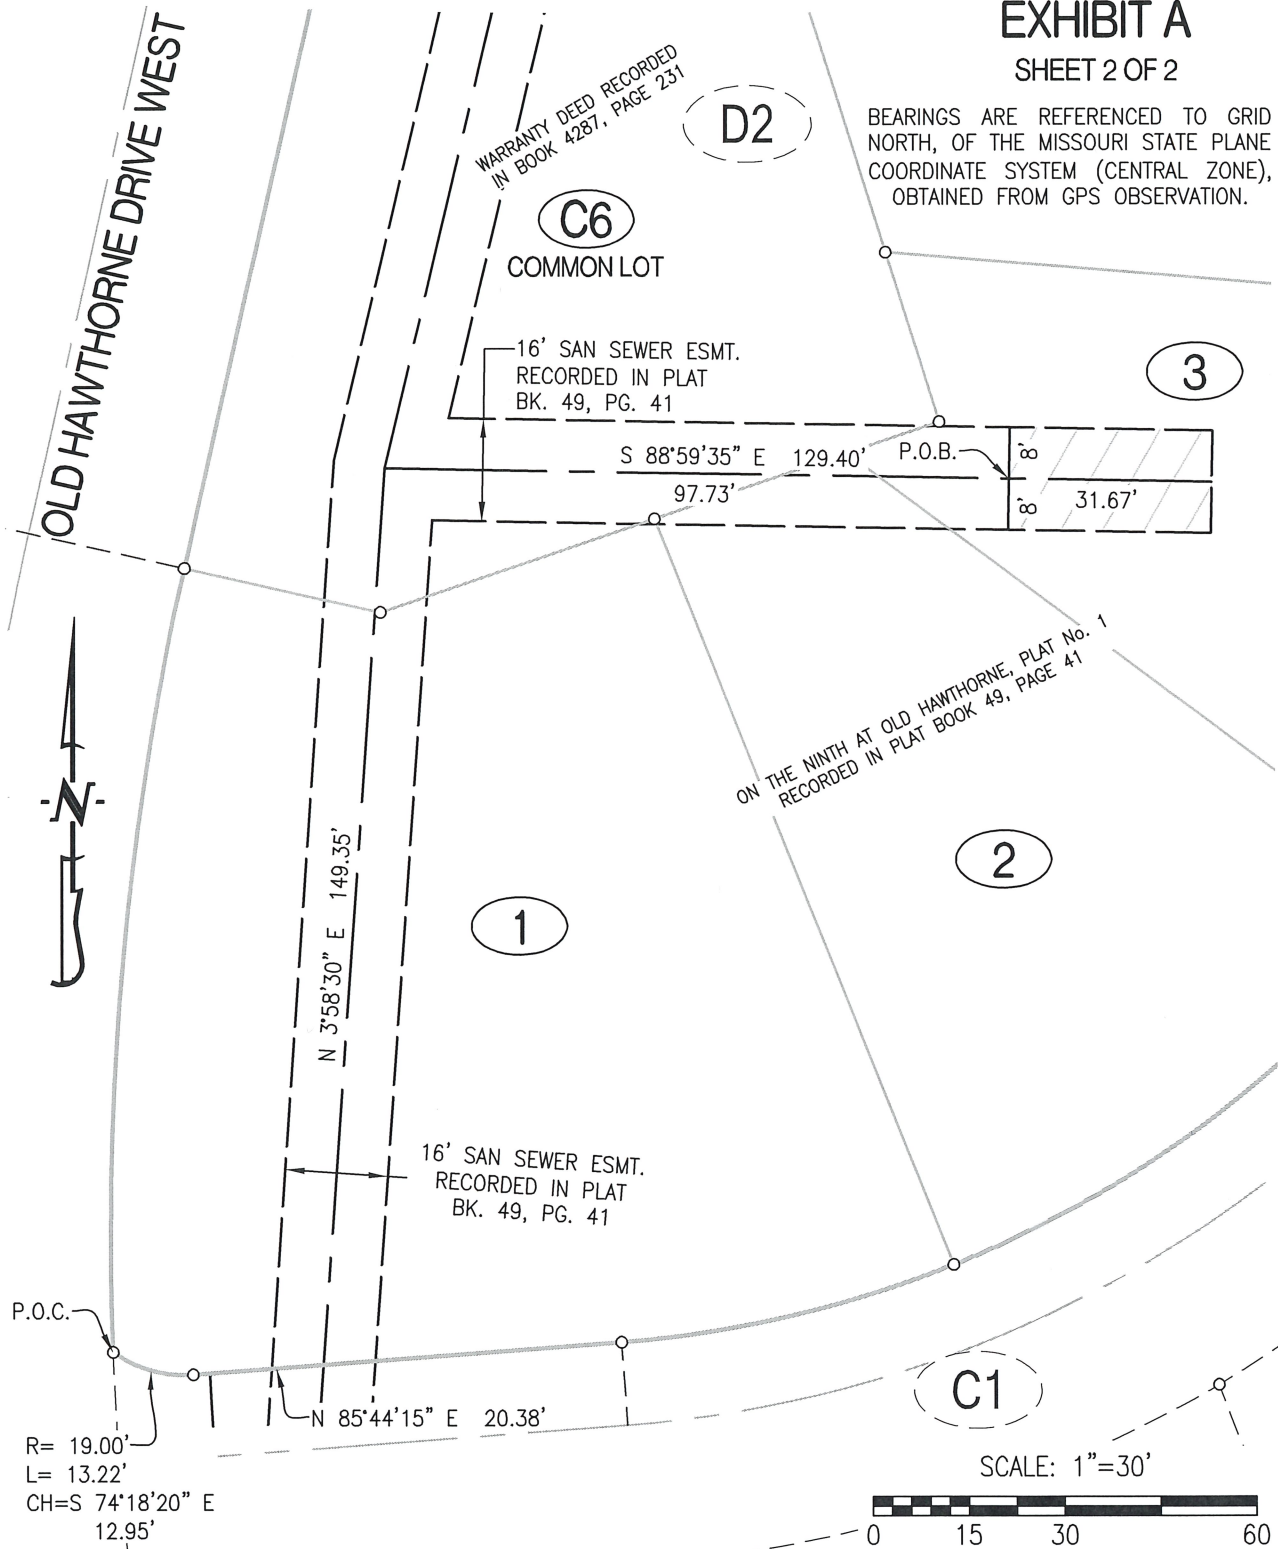 EXHIBIT A
SHEET 2 OF 2
BEARINGS ARE REFERENCED TO GRID
NORTH, OF THE MISSOURI STATE PLANE
COORDINATE SYSTEM (CENTRAL ZONE),
OBTAINED FROM GPS OBSERVATION.
OLD HAWTHORNE DRIVE WEST
WARRANTY DEED RECORDED
IN BOOK 4287, PAGE 231
D2
C6
COMMON LOT
16' SAN SEWER ESMT.
RECORDED IN PLAT
BK. 49, PG. 41
3
S 88°59'35" E 129.40'
P.O.B.
8'
97.73'
8'
31.67'
ON THE NINTH AT OLD HAWTHORNE, PLAT No. 1
RECORDED IN PLAT BOOK 49, PAGE 41
N
2
1
N 3°58'30" E 149.35'
16' SAN SEWER ESMT.
RECORDED IN PLAT
BK. 49, PG. 41
P.O.C.
C1
N 85°44'15" E 20.38'
R= 19.00'
L= 13.22'
CH=S 74°18'20" E
12.95'
SCALE: 1"=30'
0 15 30 60